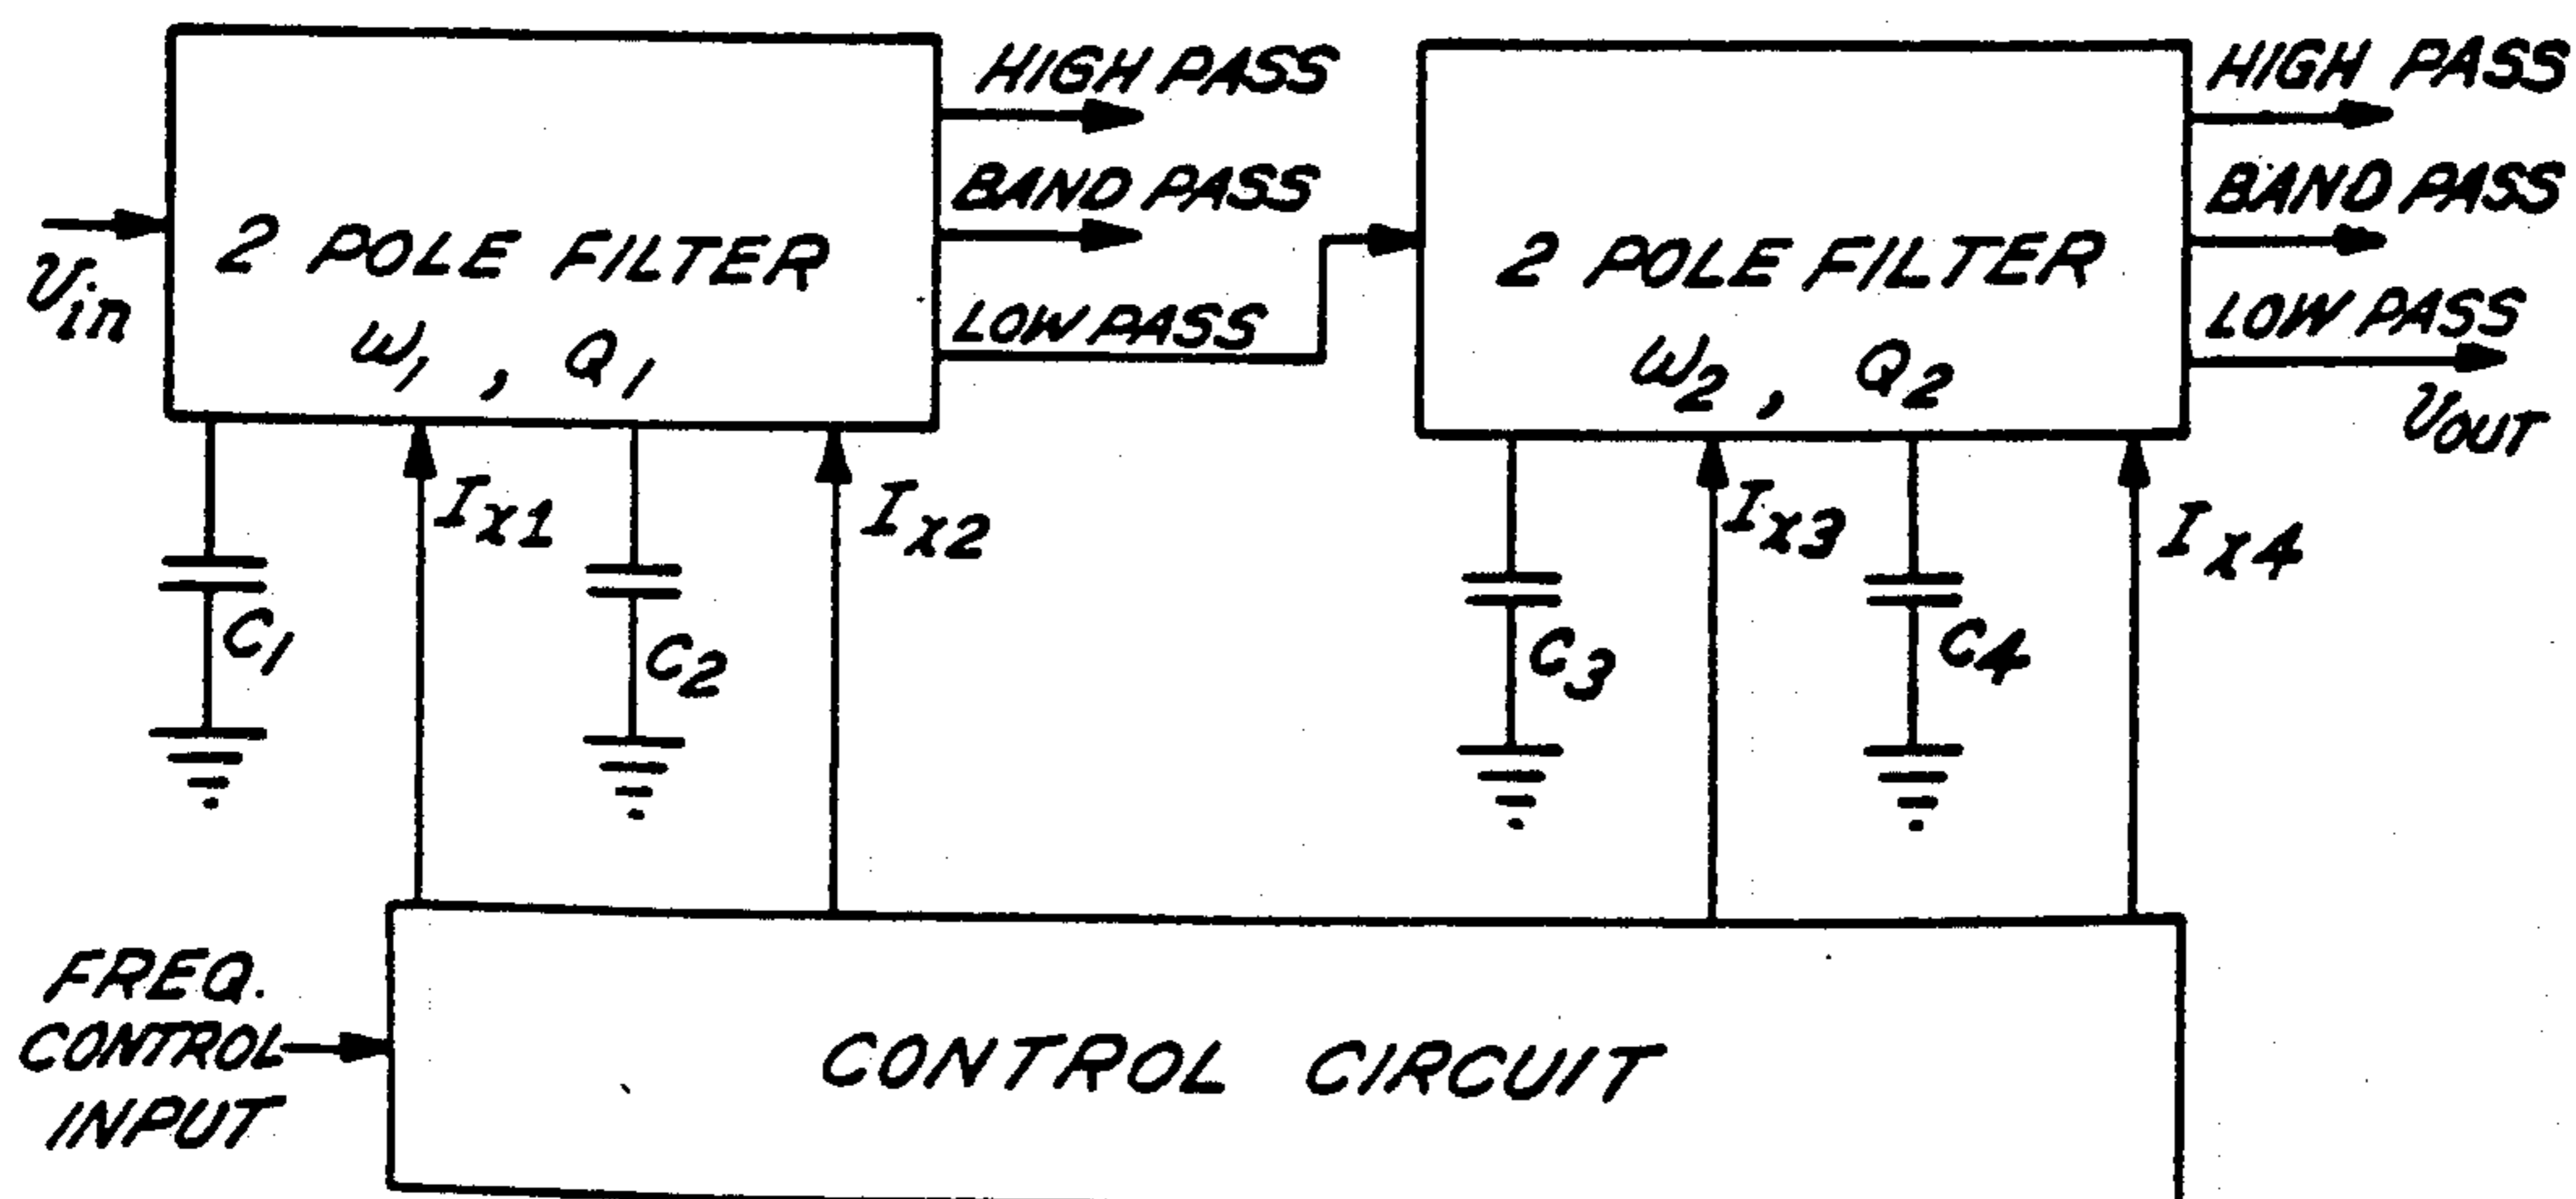 HIGH PASS
BAND PASS
LOW PASS
Vin
2 POLE FILTER
ω1, Q1
HIGH PASS
BAND PASS
LOW PASS
VOUT
2 POLE FILTER
ω2, Q2
Ix1
Ix2
Ix3
Ix4
C1
C2
C3
C4
FREQ.
CONTROL
INPUT
CONTROL CIRCUIT